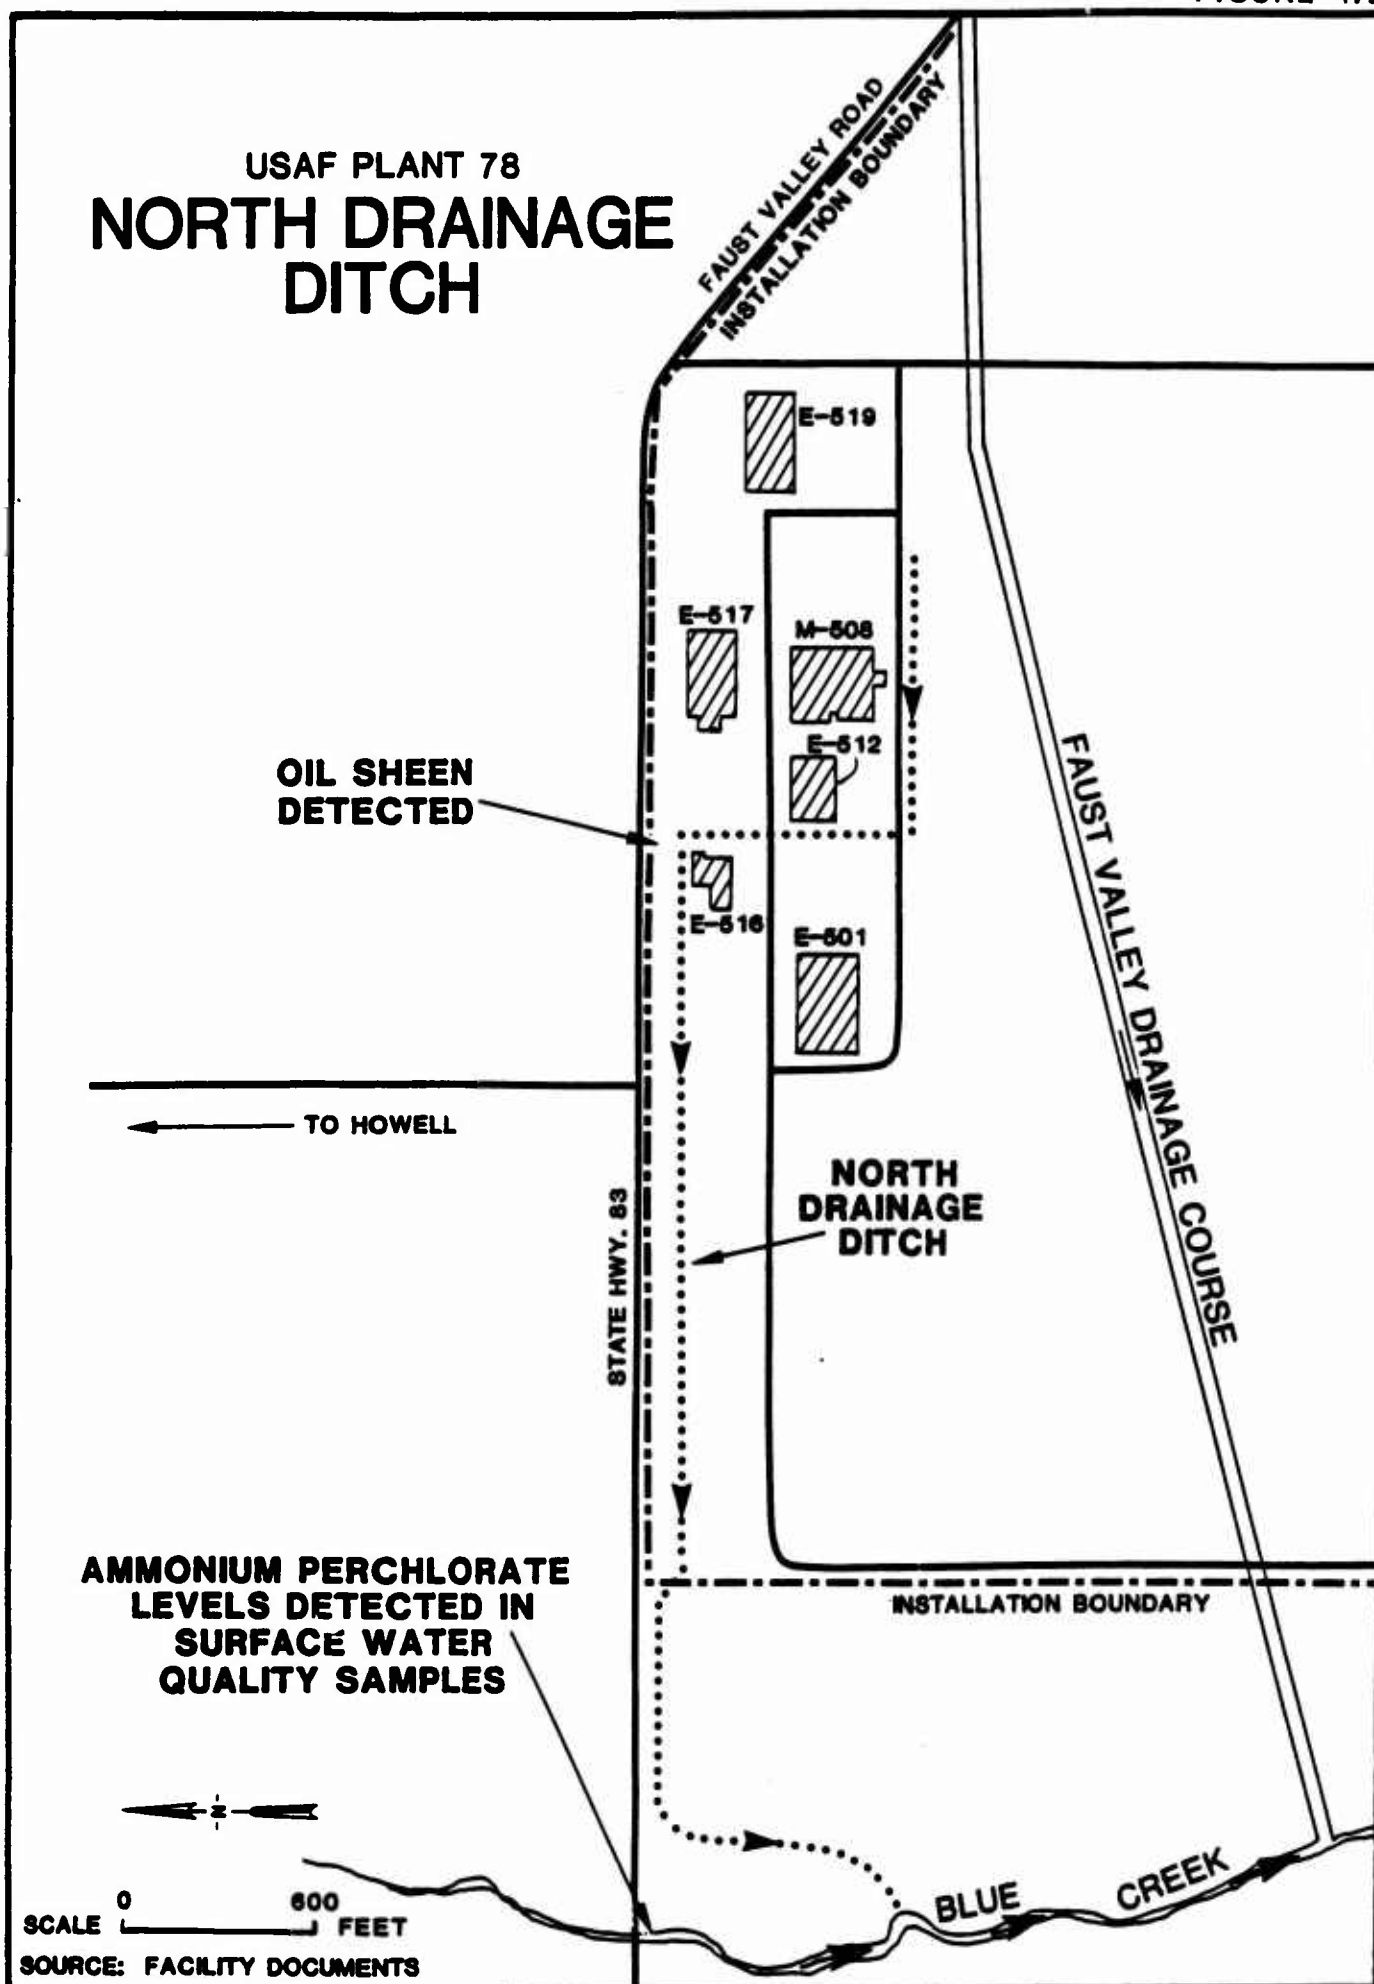 USAF PLANT 78
NORTH DRAINAGE
DITCH
FAUST VALLEY ROAD
INSTALLATION BOUNDARY
E-519
E-517
M-508
E-512
OIL SHEEN
DETECTED
E-516
E-501
FAUST VALLEY DRAINAGE COURSE
TO HOWELL
NORTH
DRAINAGE
DITCH
STATE HWY. 83
AMMONIUM PERCHLORATE
LEVELS DETECTED IN
SURFACE WATER
QUALITY SAMPLES
INSTALLATION BOUNDARY
N
BLUE CREEK
0 600
SCALE FEET
SOURCE: FACILITY DOCUMENTS